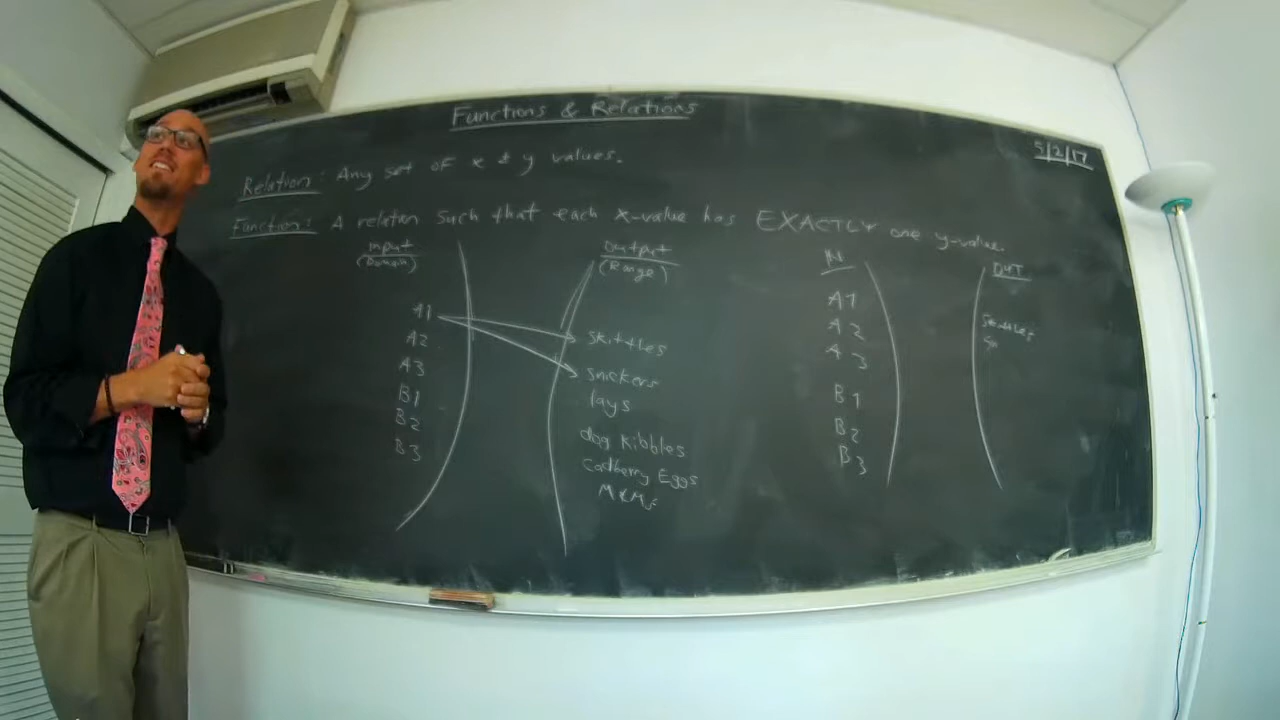 Functions & Relations
5/2/17
Relation: Any set of x & y values.
Function: A relation such that each x-value has EXACTLY one y-value.
Input
(Domain)
A1
A2
A3
B1
B2
B3
Output
(Range)
Skittles
Snickers
lays
dog kibbles
Cadberry Eggs
M&Ms
IN
A1
A2
A3
B1
B2
B3
OUT
Skittles